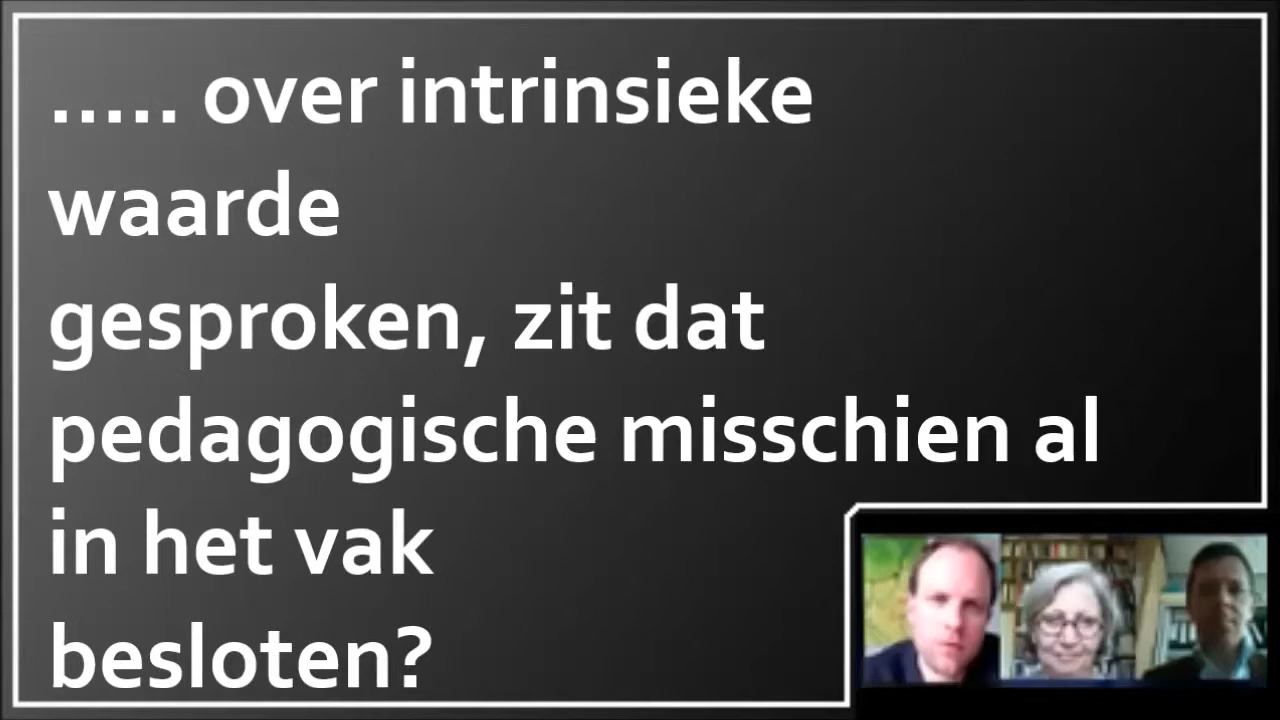 ..... over intrinsieke
waarde
gesproken, zit dat
pedagogische misschien al
in het vak
besloten?